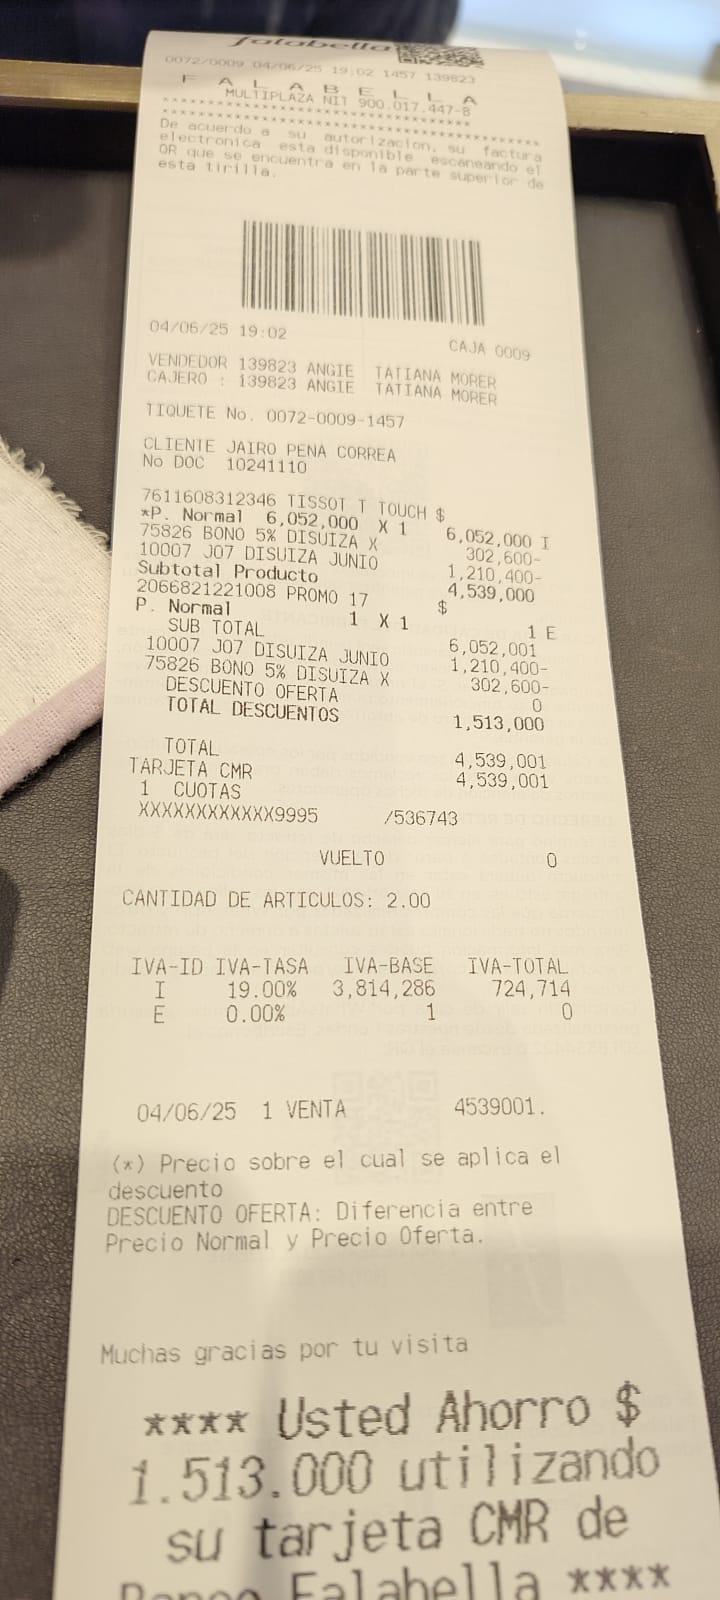 falabella
0072/0009 04/06/25 19:02 1457 139823
F A L A B E L L A
MULTIPLAZA NIT 900.017.447-8
**************************************
**************************************
De acuerdo a su autorizacion, su factura
electronica esta disponible escaneando el
QR que se encuentra en la parte superior de
esta tirilla.
04/06/25 19:02 CAJA 0009
VENDEDOR 139823 ANGIE TATIANA MORER
CAJERO : 139823 ANGIE TATIANA MORER
TIQUETE No. 0072-0009-1457
CLIENTE JAIRO PENA CORREA
No DOC 10241110
7611608312346 TISSOT T TOUCH $
*P. Normal 6,052,000 X 1 6,052,000 I
75826 BONO 5% DISUIZA X 302,600-
10007 J07 DISUIZA JUNIO 1,210,400-
Subtotal Producto 4,539,000
2066821221008 PROMO 17 $
P. Normal 1 X 1 1 E
SUB TOTAL 6,052,001
10007 J07 DISUIZA JUNIO 1,210,400-
75826 BONO 5% DISUIZA X 302,600-
DESCUENTO OFERTA 0
TOTAL DESCUENTOS 1,513,000
TOTAL 4,539,001
TARJETA CMR 4,539,001
1 CUOTAS
XXXXXXXXXXXX9995 /536743
VUELTO 0
CANTIDAD DE ARTICULOS: 2.00
IVA-ID IVA-TASA IVA-BASE IVA-TOTAL
I 19.00% 3,814,286 724,714
E 0.00% 1 0
04/06/25 1 VENTA 4539001.
(*) Precio sobre el cual se aplica el
descuento
DESCUENTO OFERTA: Diferencia entre
Precio Normal y Precio Oferta.
Muchas gracias por tu visita
**** Usted Ahorro $
1.513.000 utilizando
su tarjeta CMR de
Banco Falabella ****